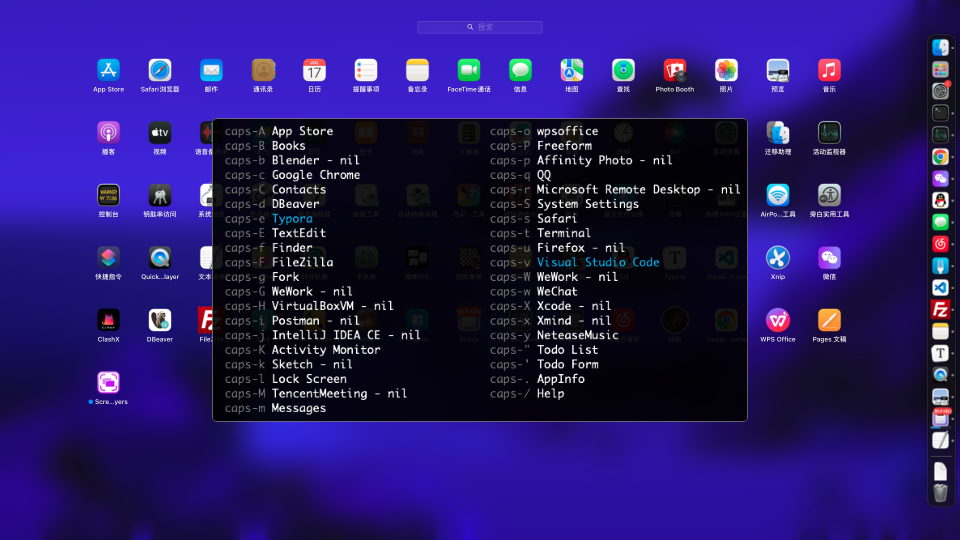 搜索
App Store
Safari浏览器
邮件
通讯录
JUL
17
日历
提醒事项
备忘录
FaceTime通话
信息
地图
查找
Photo Booth
照片
预览
音乐
播客
tv
视频
语音备
迁移助理
活动监视器
控制台
钥匙串访问
系统
AirPo...工具
旁白实用工具
快捷指令
Quick...layer
文本
Xnip
微信
ClashX
DBeaver
WPS Office
Pages 文稿
Scre...yers
caps-A App Store
caps-B Books
caps-b Blender - nil
caps-c Google Chrome
caps-C Contacts
caps-d DBeaver
caps-e Typora
caps-E TextEdit
caps-f Finder
caps-F FileZilla
caps-g Fork
caps-G WeWork - nil
caps-H VirtualBoxVM - nil
caps-i Postman - nil
caps-j IntelliJ IDEA CE - nil
caps-K Activity Monitor
caps-k Sketch - nil
caps-l Lock Screen
caps-M TencentMeeting - nil
caps-m Messages
caps-o wpsoffice
caps-P Freeform
caps-p Affinity Photo - nil
caps-q QQ
caps-r Microsoft Remote Desktop - nil
caps-S System Settings
caps-s Safari
caps-t Terminal
caps-u Firefox - nil
caps-v Visual Studio Code
caps-W WeWork - nil
caps-w WeChat
caps-X Xcode - nil
caps-x Xmind - nil
caps-y NeteaseMusic
caps-" Todo List
caps-' Todo Form
caps-. AppInfo
caps-/ Help